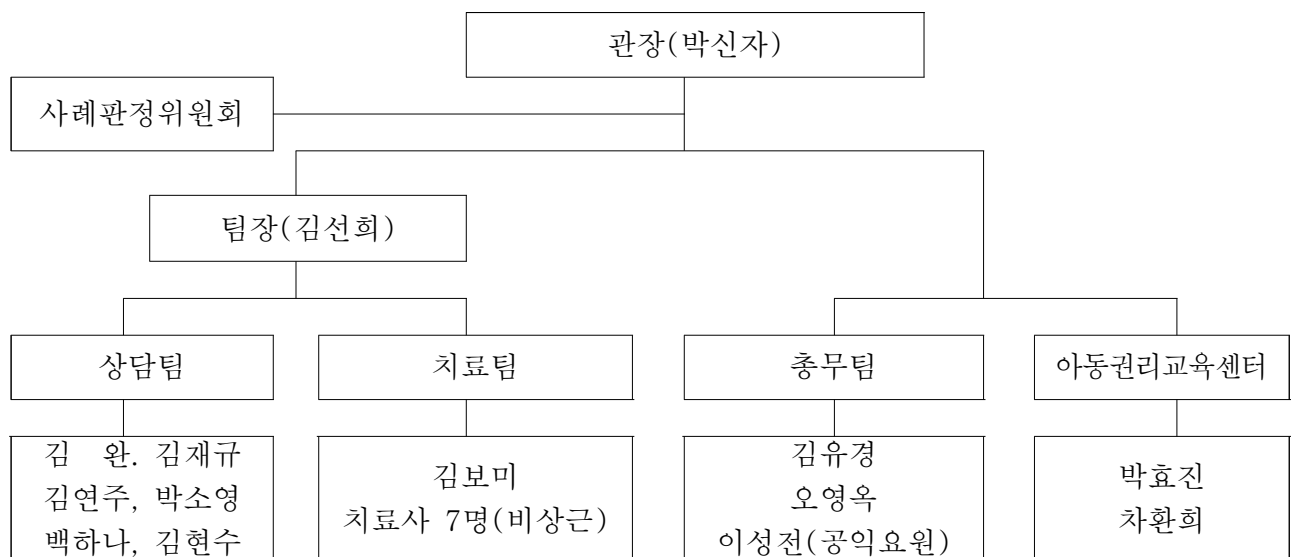 관장(박신자)
사례판정위원회
팀장(김선희)
상담팀
치료팀
총무팀
아동권리교육센터
김 완. 김재규
김연주, 박소영
백하나, 김현수
김보미
치료사 7명(비상근)
김유경
오영옥
이성전(공익요원)
박효진
차환희